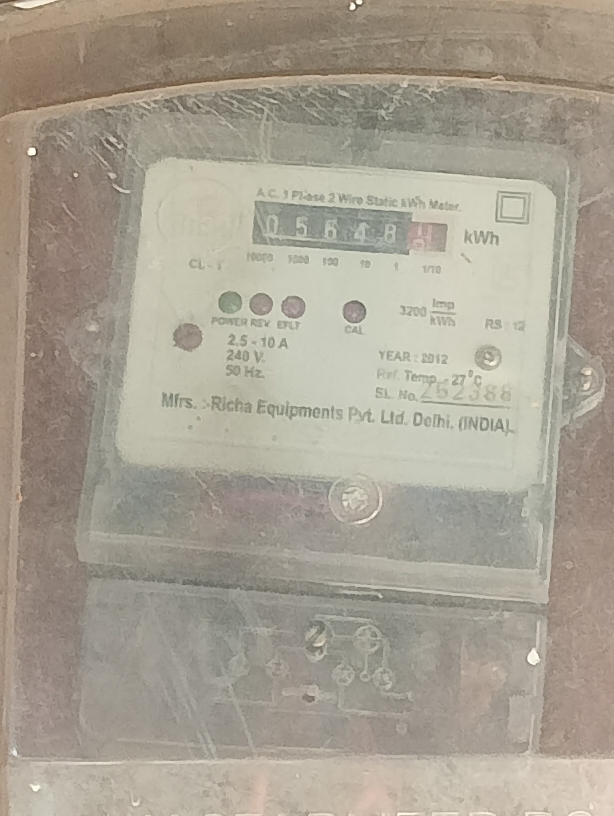 A.C. 1 Phase 2 Wire Static kWh Meter.
0 5 6 4 8 kWh
CL - 1 10000 1000 100 10 1 1/10
POWER REV EFLT CAL 3200 Imp/kWh RS : 12
2.5 - 10 A
240 V. YEAR : 2012
50 Hz. Ref. Temp. - 27°C
SL. No. 262388
Mfrs. :- Richa Equipments Pvt. Ltd. Delhi. (INDIA).